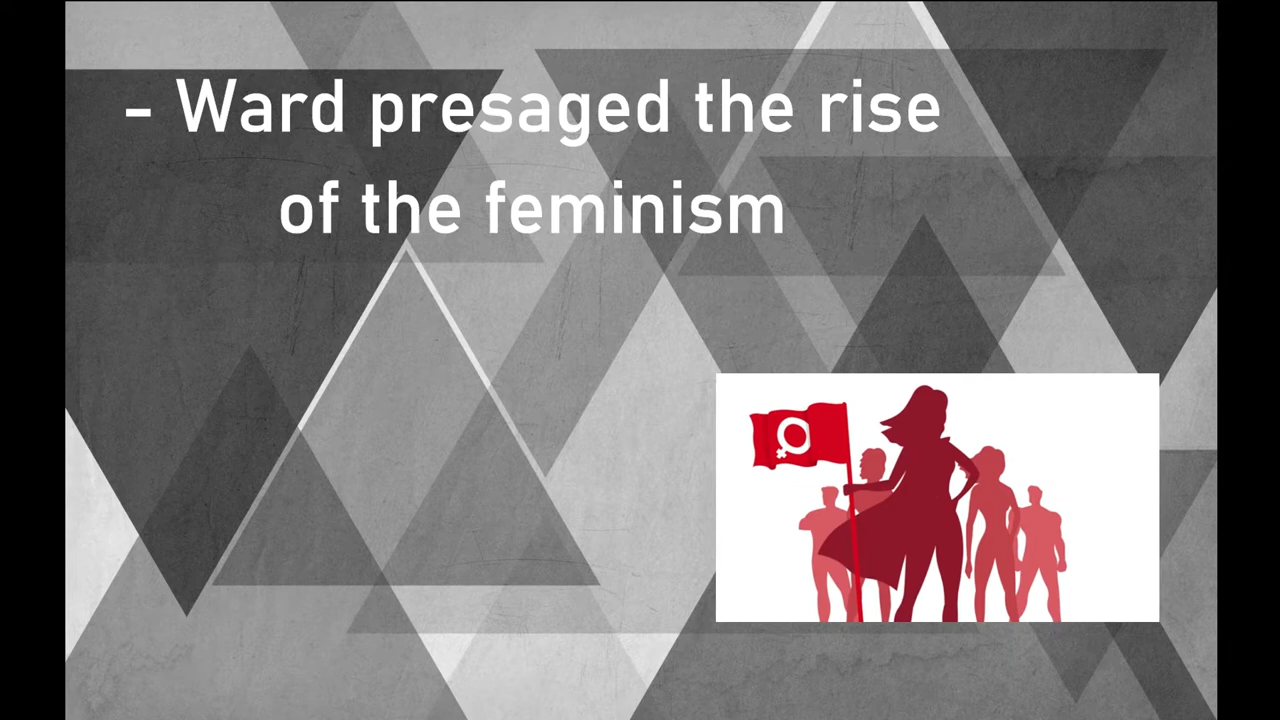 - Ward presaged the rise
of the feminism